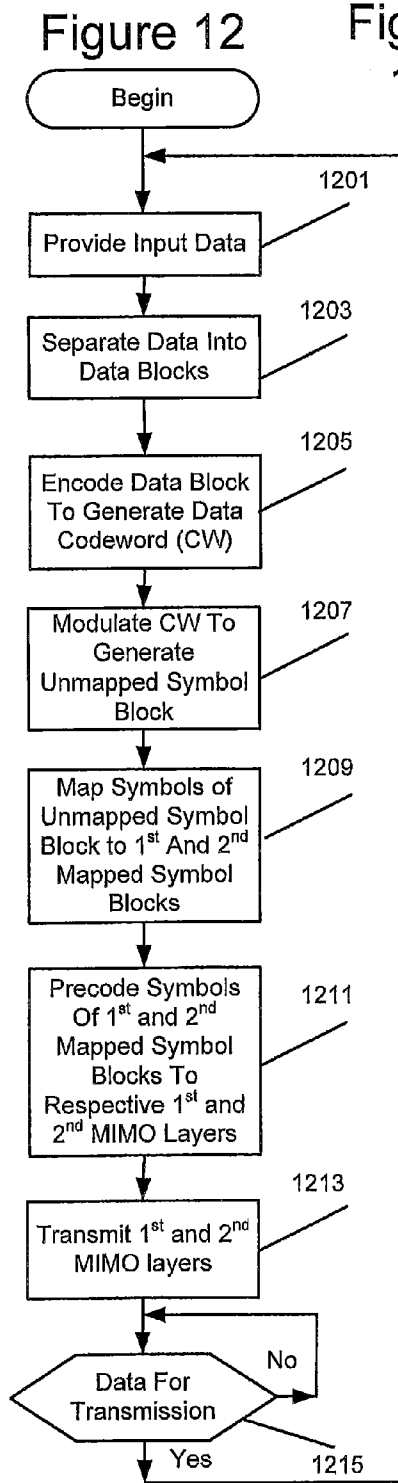 Figure 12
Fig
1
Begin
1201
Provide Input Data
1203
Separate Data Into
Data Blocks
1205
Encode Data Block
To Generate Data
Codeword (CW)
1207
Modulate CW To
Generate
Unmapped Symbol
Block
1209
Map Symbols of
Unmapped Symbol
Block to 1st And 2nd
Mapped Symbol
Blocks
1211
Precode Symbols
Of 1st and 2nd
Mapped Symbol
Blocks To
Respective 1st and
2nd MIMO Layers
1213
Transmit 1st and 2nd
MIMO layers
No
Data For
Transmission
Yes
1215